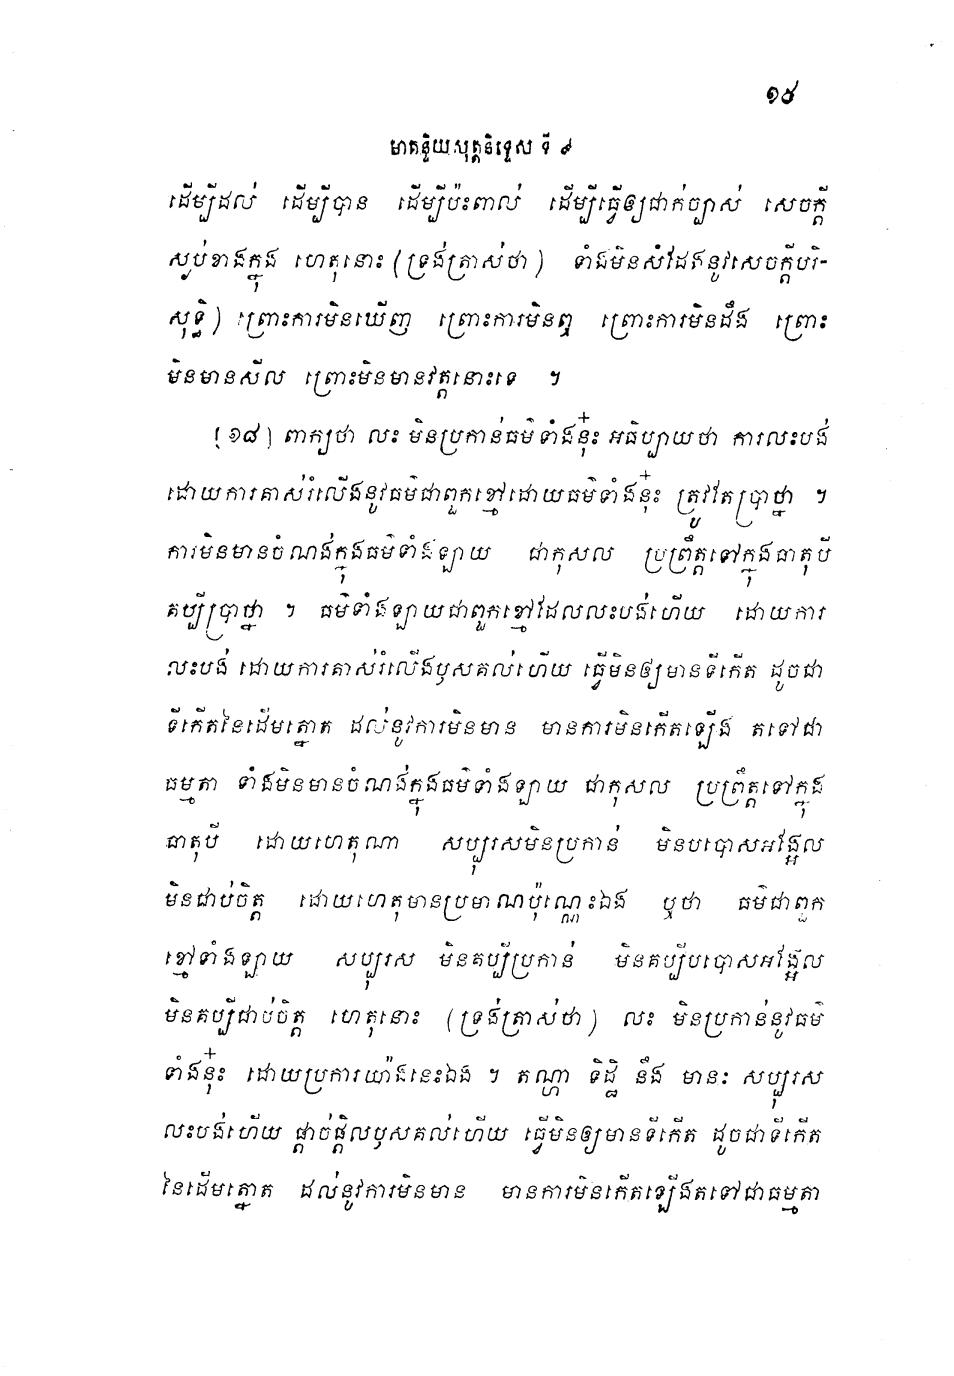 ១៩
មាគន្ទិយសុត្តនិទ្ទេស ទី ៩
ដើម្បីដល់ ដើម្បីបាន ដើម្បីប៉ះពាល់ ដើម្បីធ្វើឲ្យជាក់ច្បាស់ សេចក្តី
ស្ងប់ខាងក្នុង ហេតុនោះ (ទ្រង់ត្រាស់ថា) ទាំងមិនសំដែងនូវសេចក្តីបរិ-
សុទ្ធិ) ព្រោះការមិនឃើញ ព្រោះការមិនឮ ព្រោះការមិនដឹង ព្រោះ
មិនមានសីល ព្រោះមិនមានវត្តនោះទេ ។
(១៨) ពាក្យថា លះ មិនប្រកាន់ធម៌ទាំងនុ៎ះ អធិប្បាយថា ការលះបង់
ដោយការគាស់រំលើងនូវធម៌ជាពួកខ្មៅដោយធម៌ទាំងនុ៎ះ ត្រូវតែប្រាថ្នា ។
ការមិនមានចំណង់ក្នុងធម៌ទាំងឡាយ ជាកុសល ប្រព្រឹត្តទៅក្នុងធាតុបី
គប្បីប្រាថ្នា ។ ធម៌ទាំងឡាយជាពួកខ្មៅដែលលះបង់ហើយ ដោយការ
លះបង់ ដោយការគាស់រំលើងឫសគល់ហើយ ធ្វើមិនឲ្យមានទីកើត ដូចជា
ទីកើតនៃដើមត្នោត ដល់នូវការមិនមាន មានការមិនកើតឡើង តទៅជា
ធម្មតា ទាំងមិនមានចំណង់ក្នុងធម៌ទាំងឡាយ ជាកុសល ប្រព្រឹត្តទៅក្នុង
ធាតុបី ដោយហេតុណា សប្បុរសមិនប្រកាន់ មិនបបោសអង្អែល
មិនជាប់ចិត្ត ដោយហេតុមានប្រមាណប៉ុណ្ណេះឯង ឬថា ធម៌ជាពួក
ខ្មៅទាំងឡាយ សប្បុរស មិនគប្បីប្រកាន់ មិនគប្បីបបោសអង្អែល
មិនគប្បីជាប់ចិត្ត ហេតុនោះ (ទ្រង់ត្រាស់ថា) លះ មិនប្រកាន់នូវធម៌
ទាំងនុ៎ះ ដោយប្រការយ៉ាងនេះឯង ។ តណ្ហា ទិដ្ឋិ នឹង មានះ សប្បុរស
លះបង់ហើយ ផ្តាច់ផ្តិលឫសគល់ហើយ ធ្វើមិនឲ្យមានទីកើត ដូចជាទីកើត
នៃដើមត្នោត ដល់នូវការមិនមាន មានការមិនកើតឡើងតទៅជាធម្មតា